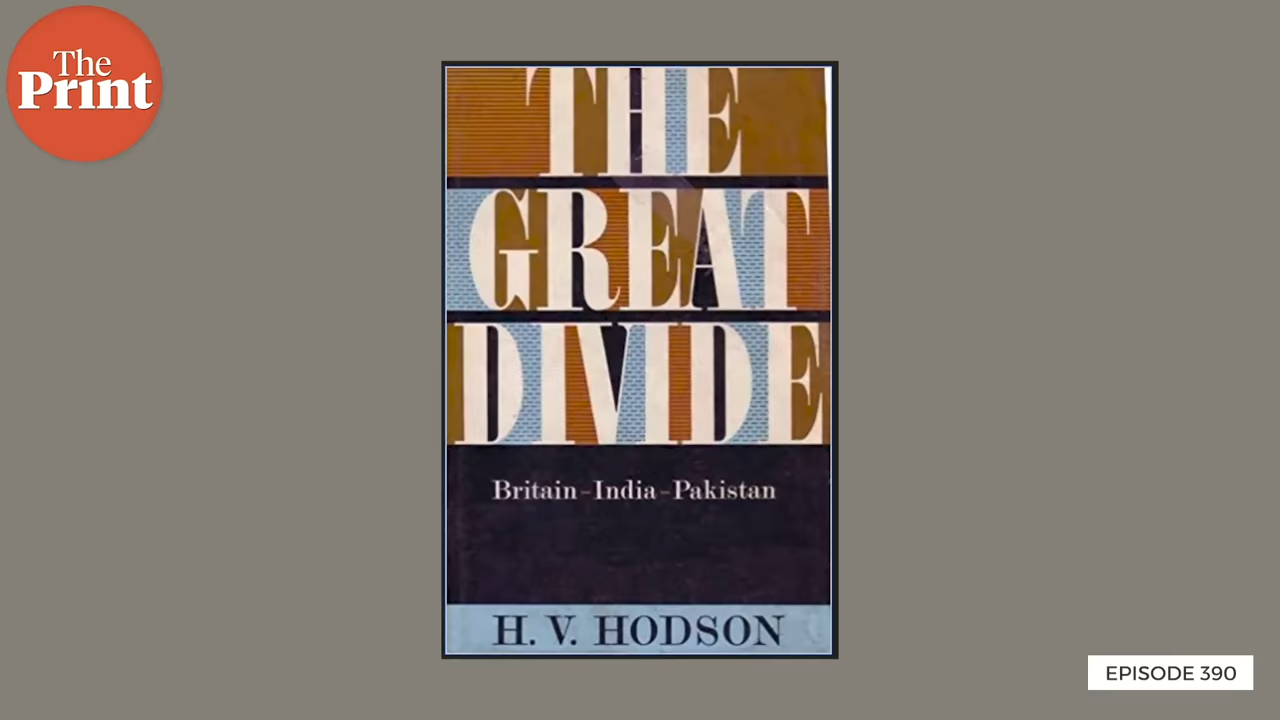 The
Print
THE
GREAT
DIVIDE
Britain-India-Pakistan
H. V. HODSON
EPISODE 390